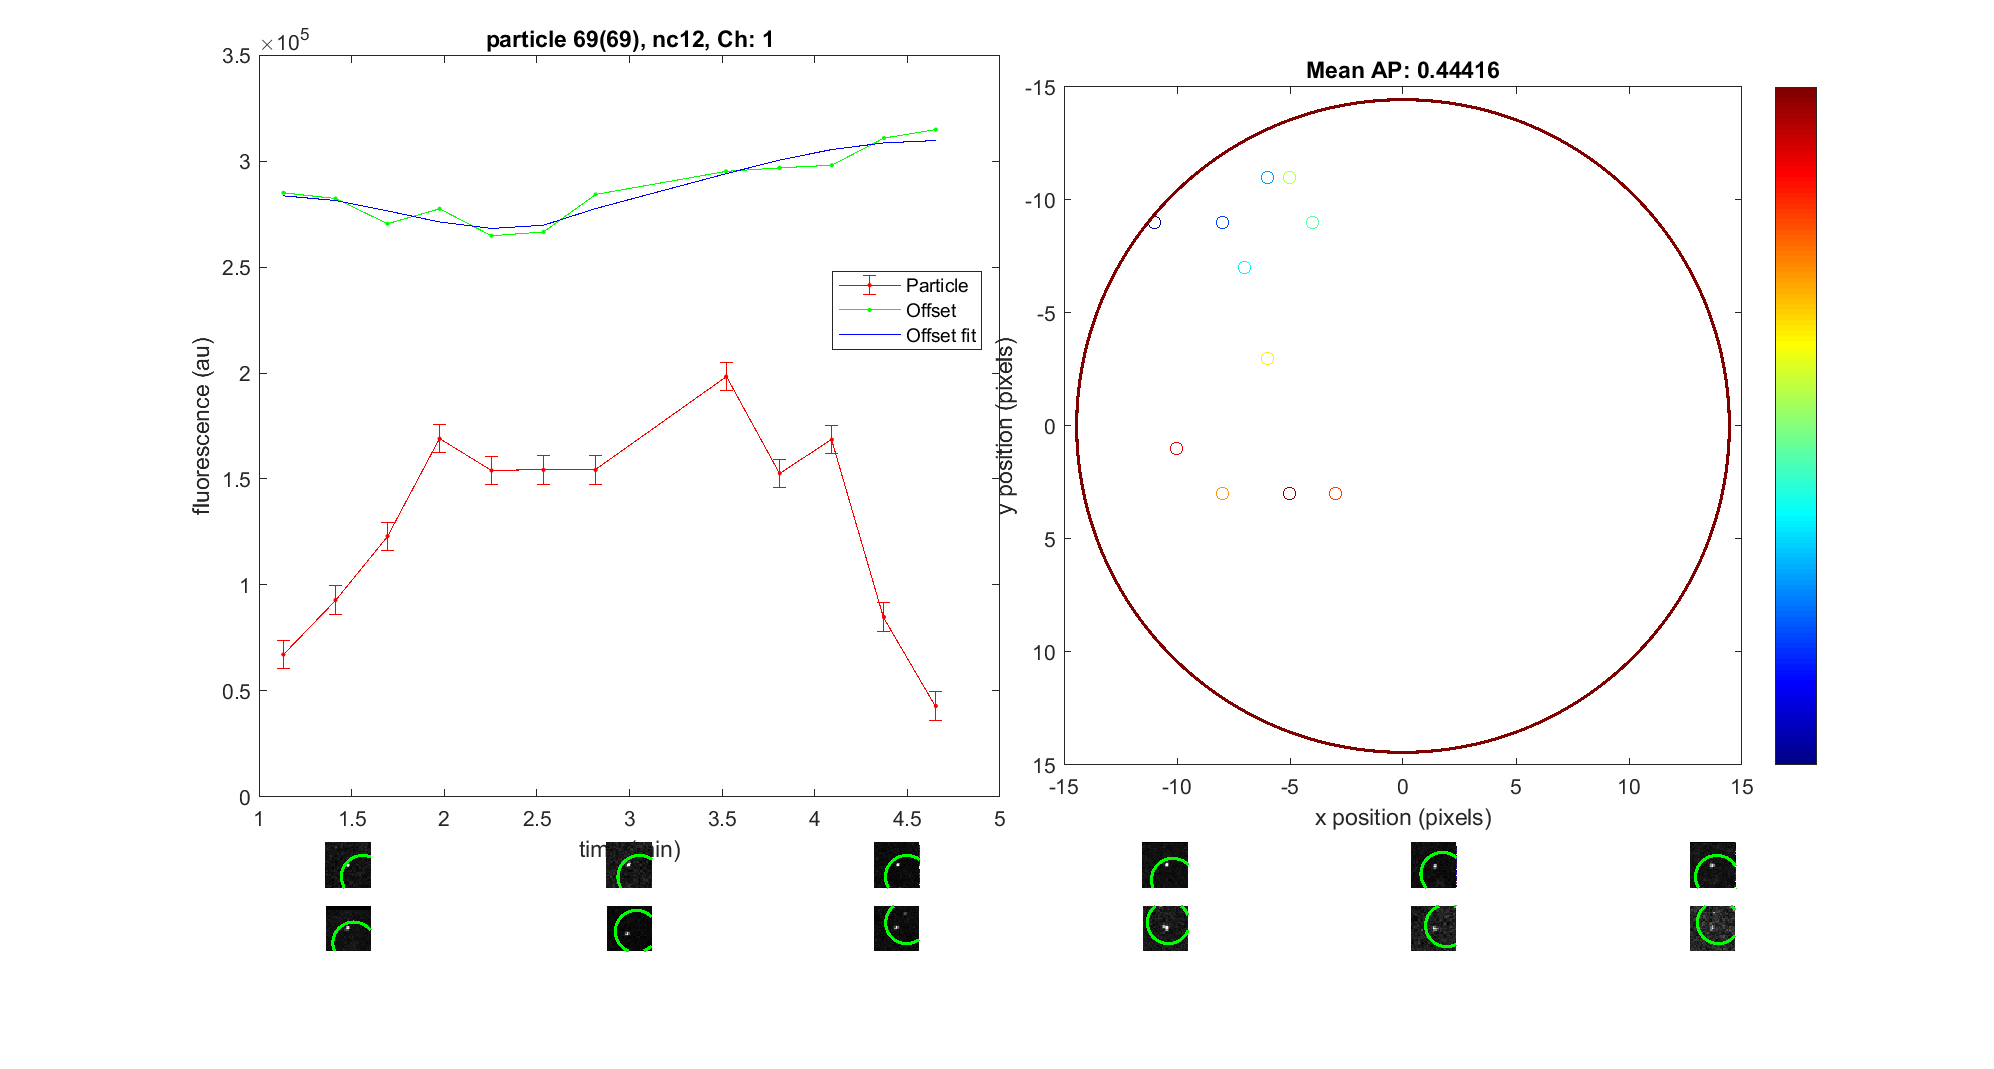 particle 69(69), nc12, Ch: 1
×10^5
3.5
3
2.5
2
1.5
1
0.5
0
fluorescence (au)
Particle
Offset
Offset fit
1 1.5 2 2.5 3 3.5 4 4.5 5
Mean AP: 0.44416
-15
-10
-5
0
5
10
15
y position (pixels)
-15 -10 -5 0 5 10 15
x position (pixels)